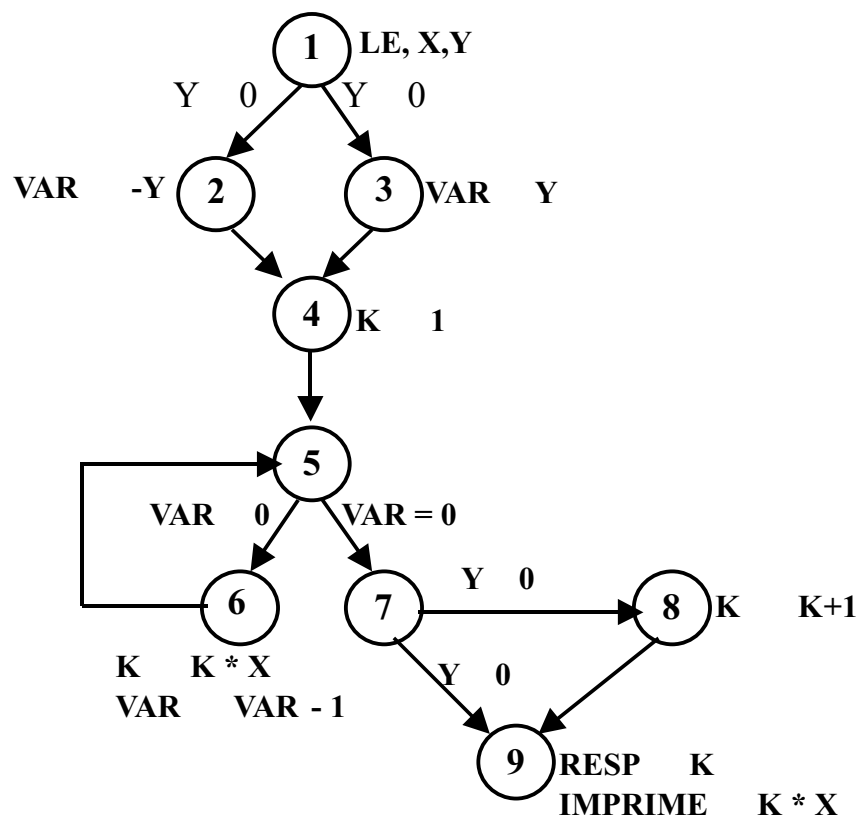 1 LE, X,Y
Y 0 Y 0
VAR -Y 2 3 VAR Y
4 K 1
5
VAR 0 VAR = 0
Y 0
6 7 8 K K+1
K K * X
Y 0
VAR VAR - 1
9 RESP K
IMPRIME K * X